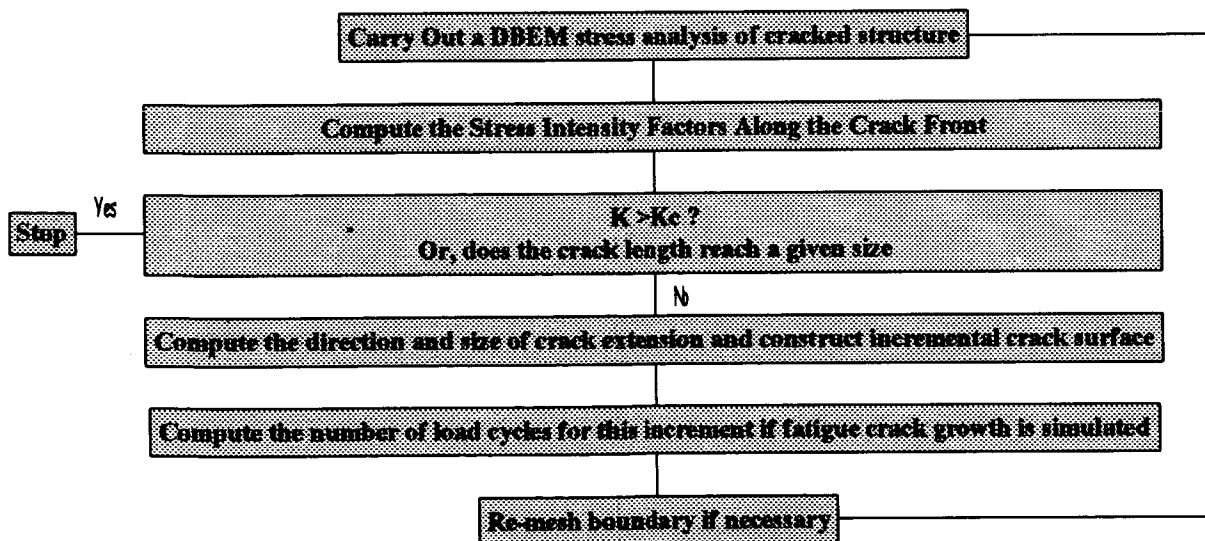 Carry Out a DBEM stress analysis of cracked structure
Compute the Stress Intensity Factors Along the Crack Front
Yes
Stop
K >Kc ?
Or, does the crack length reach a given size
No
Compute the direction and size of crack extension and construct incremental crack surface
Compute the number of load cycles for this increment if fatigue crack growth is simulated
Re-mesh boundary if necessary